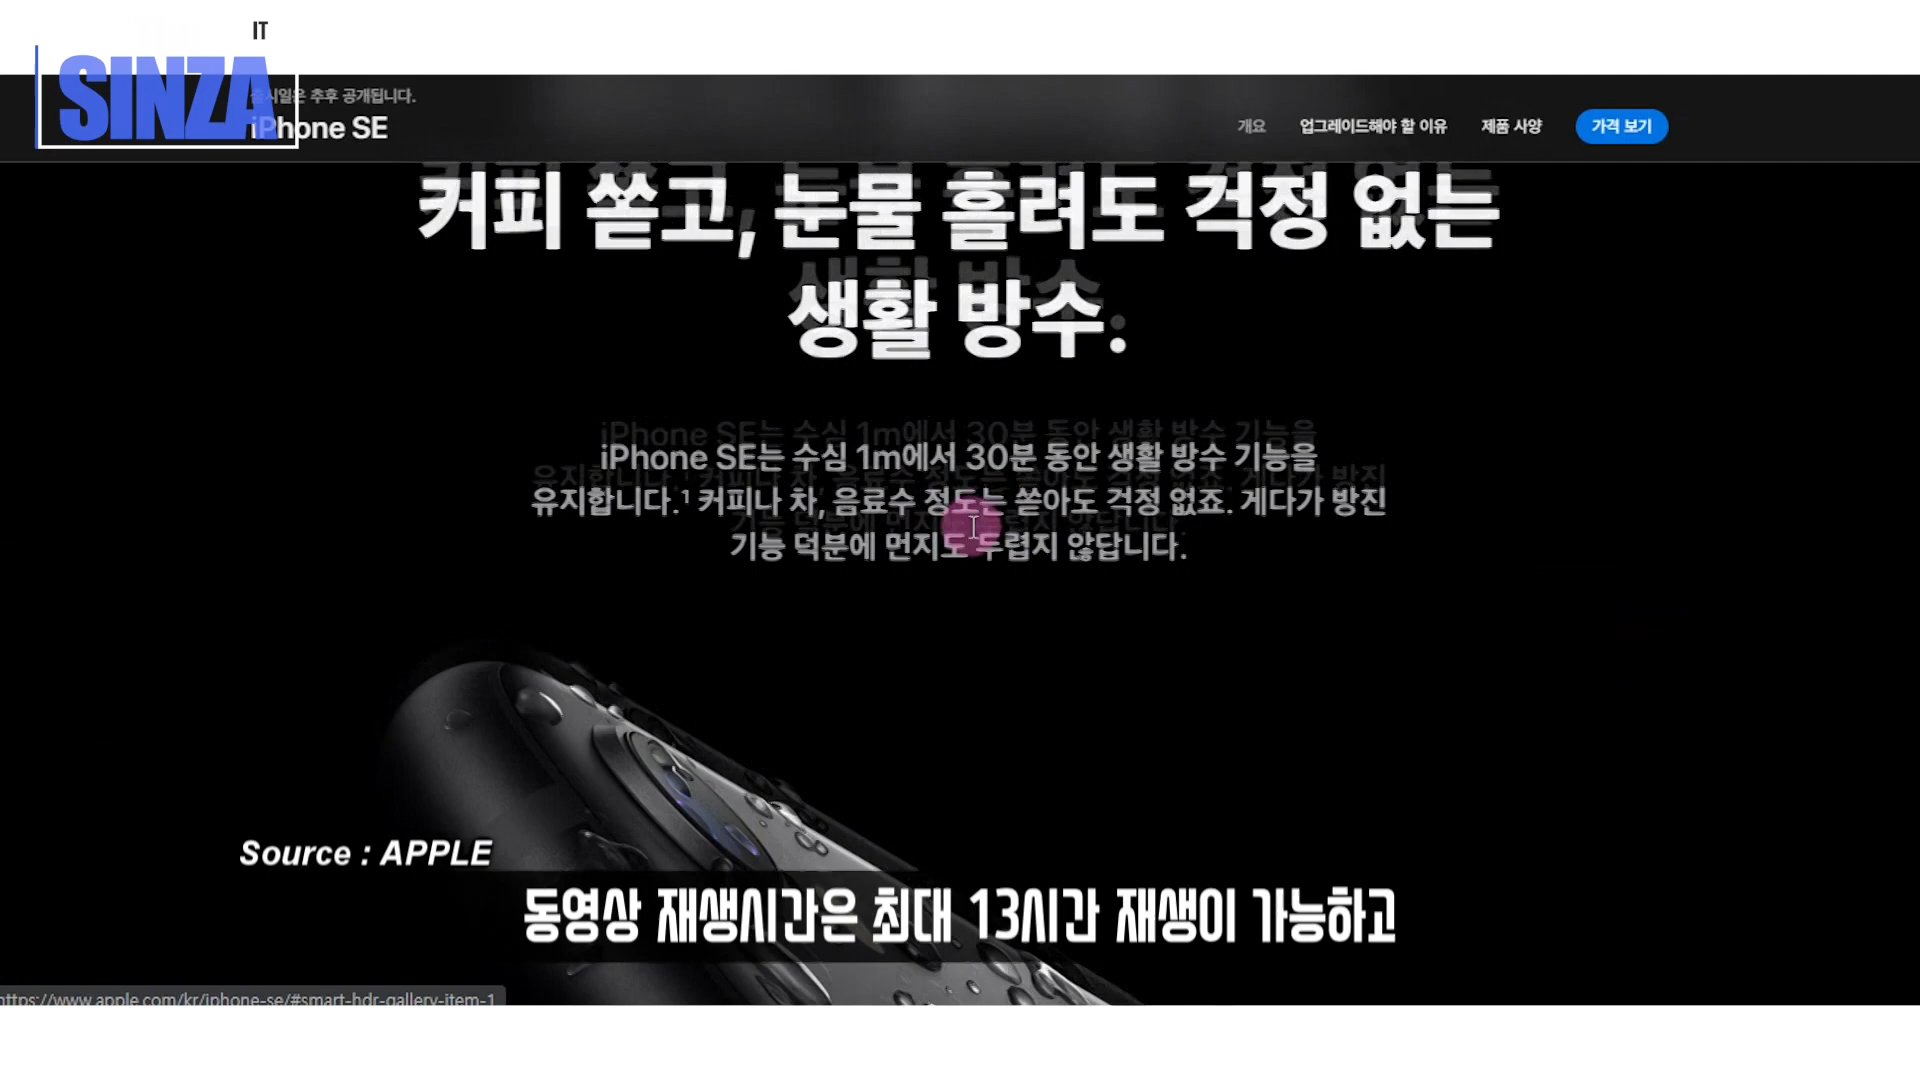 IT
SINZA
출시일은 추후 공개됩니다.
iPhone SE
개요 업그레이드해야 할 이유 제품 사양 가격 보기
커피 쏟고, 눈물 흘려도 걱정 없는
생활 방수.
iPhone SE는 수심 1m에서 30분 동안 생활 방수 기능을
유지합니다.¹ 커피나 차, 음료수 정도는 쏟아도 걱정 없죠. 게다가 방진
기능 덕분에 먼지도 두렵지 않답니다.
Source : APPLE
동영상 재생시간은 최대 13시간 재생이 가능하고
https://www.apple.com/kr/iphone-se/#smart-hdr-gallery-item-1